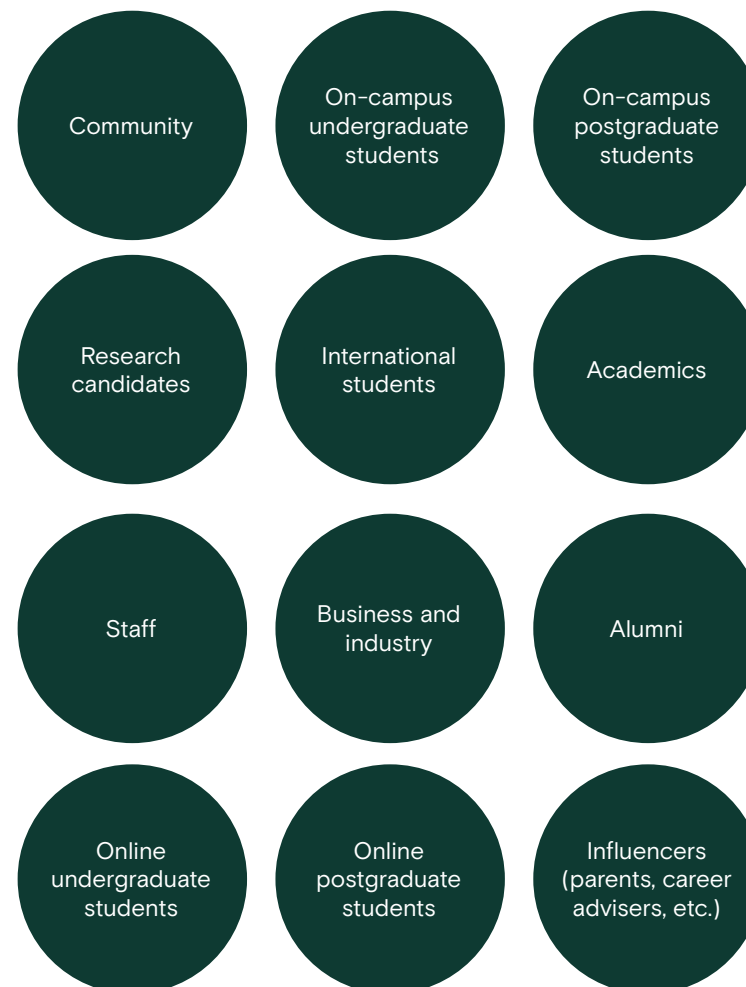 Community
On-campus
undergraduate
students
On-campus
postgraduate
students
Research
candidates
International
students
Academics
Staff
Business and
industry
Alumni
Online
undergraduate
students
Online
postgraduate
students
Influencers
(parents, career
advisers, etc.)